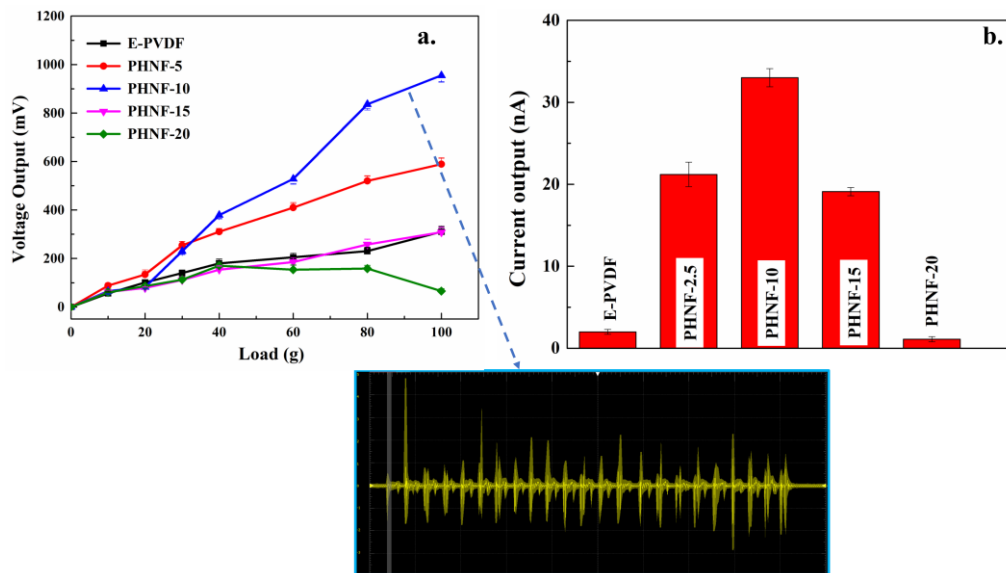 a.
E-PVDF
PHNF-5
PHNF-10
PHNF-15
PHNF-20
Voltage Output (mV)
1200
1000
800
600
400
200
0
0 20 40 60 80 100
Load (g)
b.
Current output (nA)
40
30
20
10
0
E-PVDF
PHNF-2.5
PHNF-10
PHNF-15
PHNF-20